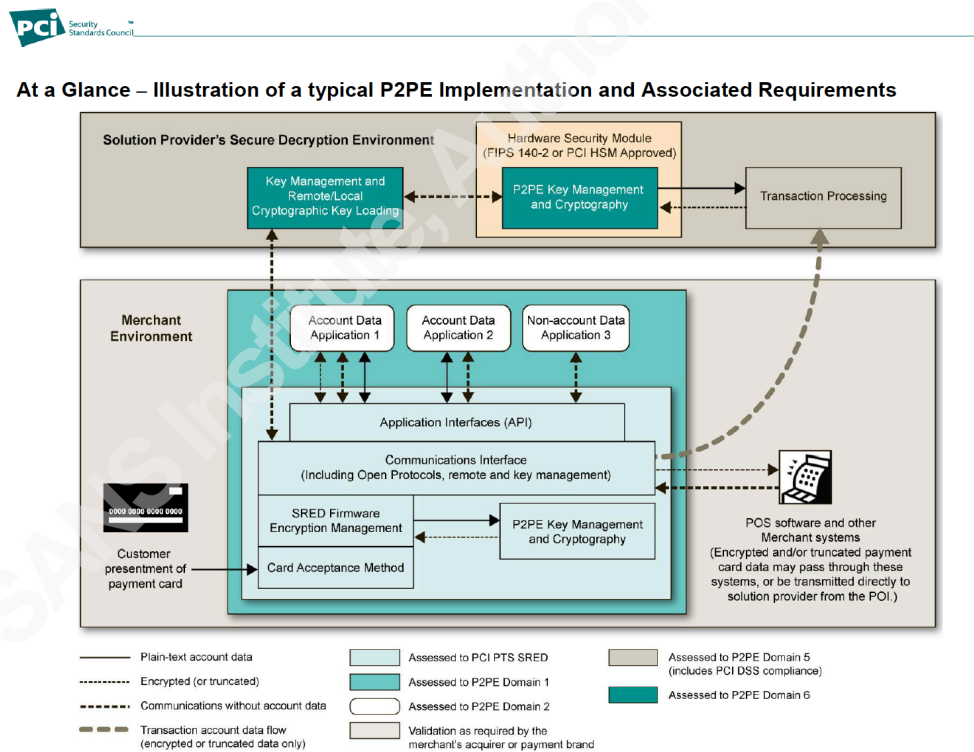 PCI Security ™
Standards Council
At a Glance – Illustration of a typical P2PE Implementation and Associated Requirements
Solution Provider's Secure Decryption Environment
Hardware Security Module
(FIPS 140-2 or PCI HSM Approved)
Key Management and
Remote/Local
Cryptographic Key Loading
P2PE Key Management
and Cryptography
Transaction Processing
Merchant
Environment
Account Data
Application 1
Account Data
Application 2
Non-account Data
Application 3
Application Interfaces (API)
Communications Interface
(Including Open Protocols, remote and key management)
SRED Firmware
Encryption Management
P2PE Key Management
and Cryptography
Card Acceptance Method
0000 0000 0000 0000
Customer
presentment of
payment card
POS software and other
Merchant systems
(Encrypted and/or truncated payment
card data may pass through these
systems, or be transmitted directly to
solution provider from the POI.)
Plain-text account data
Encrypted (or truncated)
Communications without account data
Transaction account data flow
(encrypted or truncated data only)
Assessed to PCI PTS SRED
Assessed to P2PE Domain 1
Assessed to P2PE Domain 2
Validation as required by the
merchant's acquirer or payment brand
Assessed to P2PE Domain 5
(includes PCI DSS compliance)
Assessed to P2PE Domain 6
SANS Institute, Author